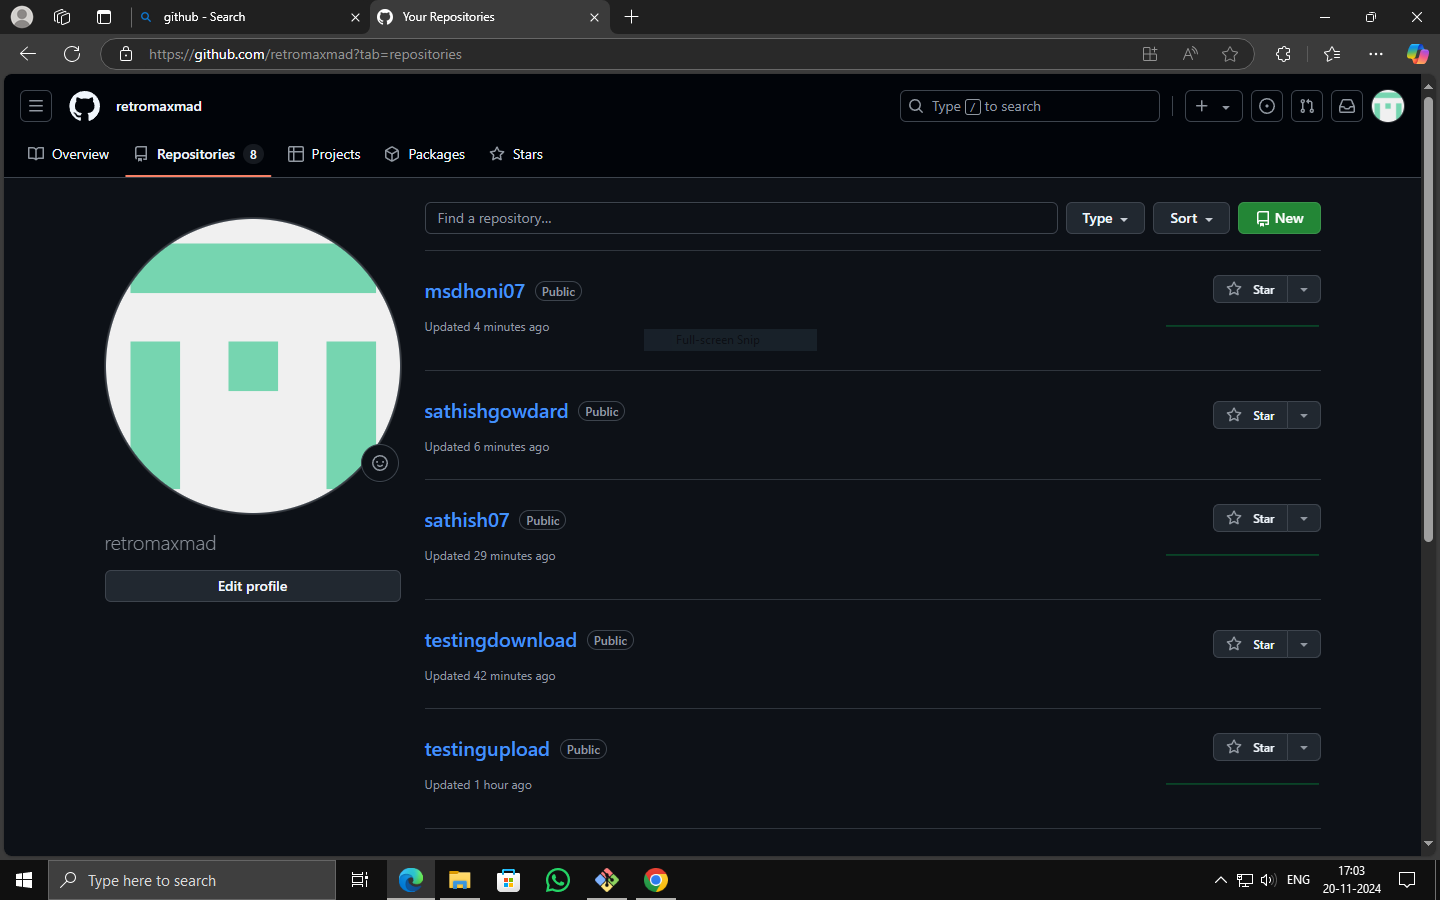 github - Search
Your Repositories
https://github.com/retromaxmad?tab=repositories
retromaxmad
Type / to search
Overview
Repositories 8
Projects
Packages
Stars
Find a repository...
Type
Sort
New
msdhoni07 Public
Star
Updated 4 minutes ago
Full-screen Snip
sathishgowdard Public
Star
Updated 6 minutes ago
sathish07 Public
Star
Updated 29 minutes ago
retromaxmad
Edit profile
testingdownload Public
Star
Updated 42 minutes ago
testingupload Public
Star
Updated 1 hour ago
Type here to search
ENG
17:03
20-11-2024